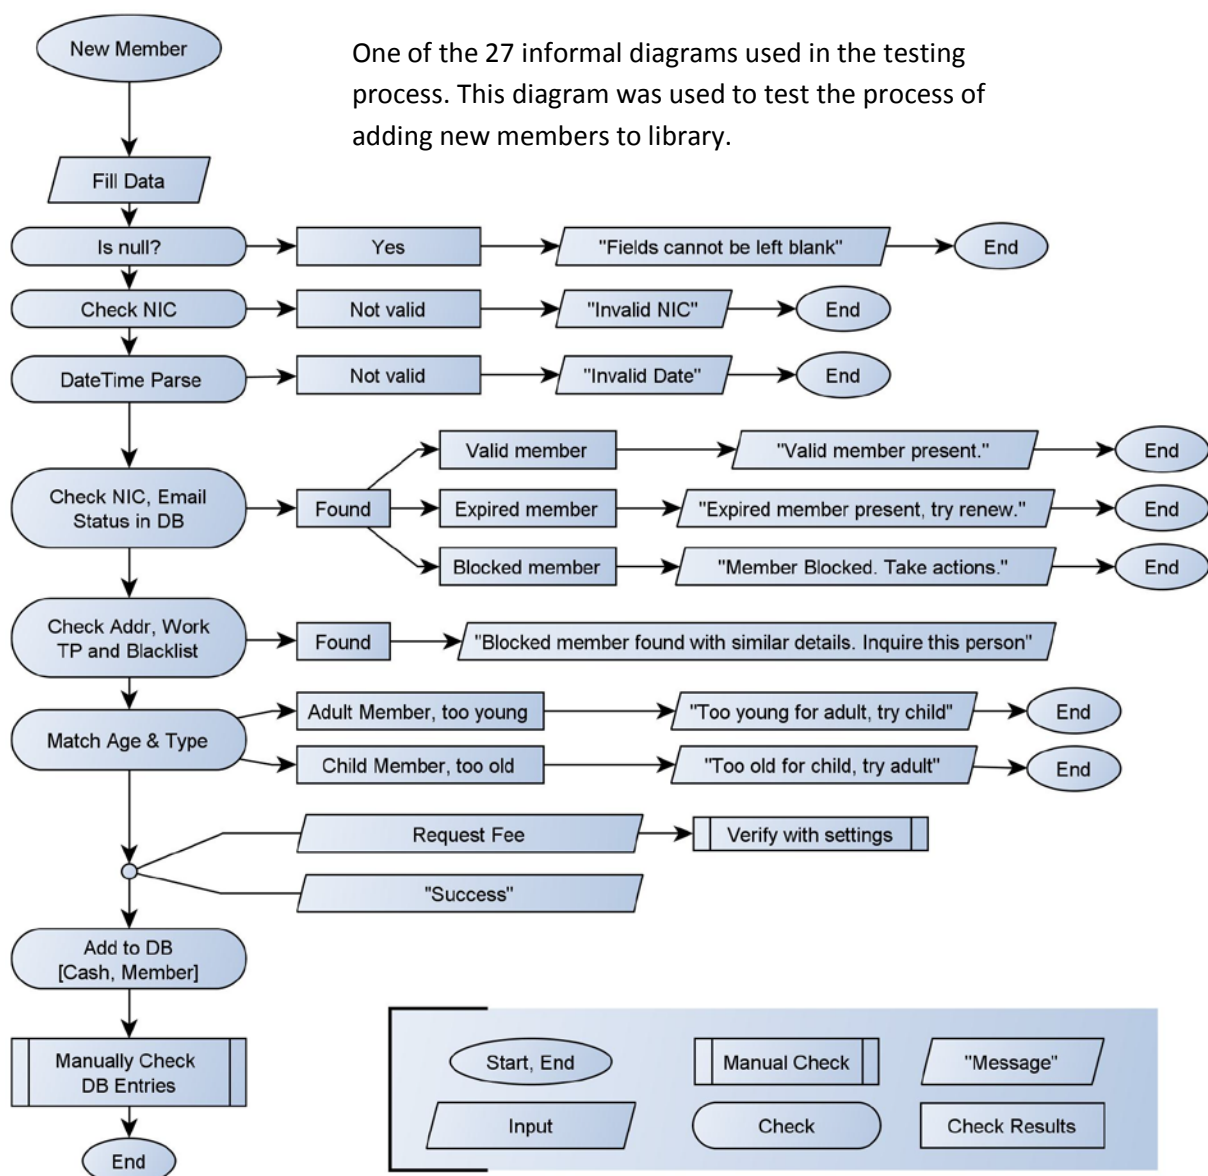 New Member
One of the 27 informal diagrams used in the testing
process. This diagram was used to test the process of
adding new members to library.
Fill Data
Is null?
Yes
"Fields cannot be left blank"
End
Check NIC
Not valid
"Invalid NIC"
End
DateTime Parse
Not valid
"Invalid Date"
End
Check NIC, Email
Status in DB
Found
Valid member
"Valid member present."
End
Expired member
"Expired member present, try renew."
End
Blocked member
"Member Blocked. Take actions."
End
Check Addr, Work
TP and Blacklist
Found
"Blocked member found with similar details. Inquire this person"
Match Age & Type
Adult Member, too young
"Too young for adult, try child"
End
Child Member, too old
"Too old for child, try adult"
End
Request Fee
Verify with settings
"Success"
Add to DB
[Cash, Member]
Manually Check
DB Entries
End
Start, End
Manual Check
"Message"
Input
Check
Check Results